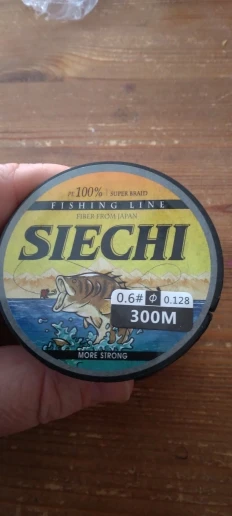 PE 100% SUPER BRAID
FISHING LINE
FIBER FROM JAPAN
SIECHI
0.6# Φ 0.128
300M
MORE STRONG